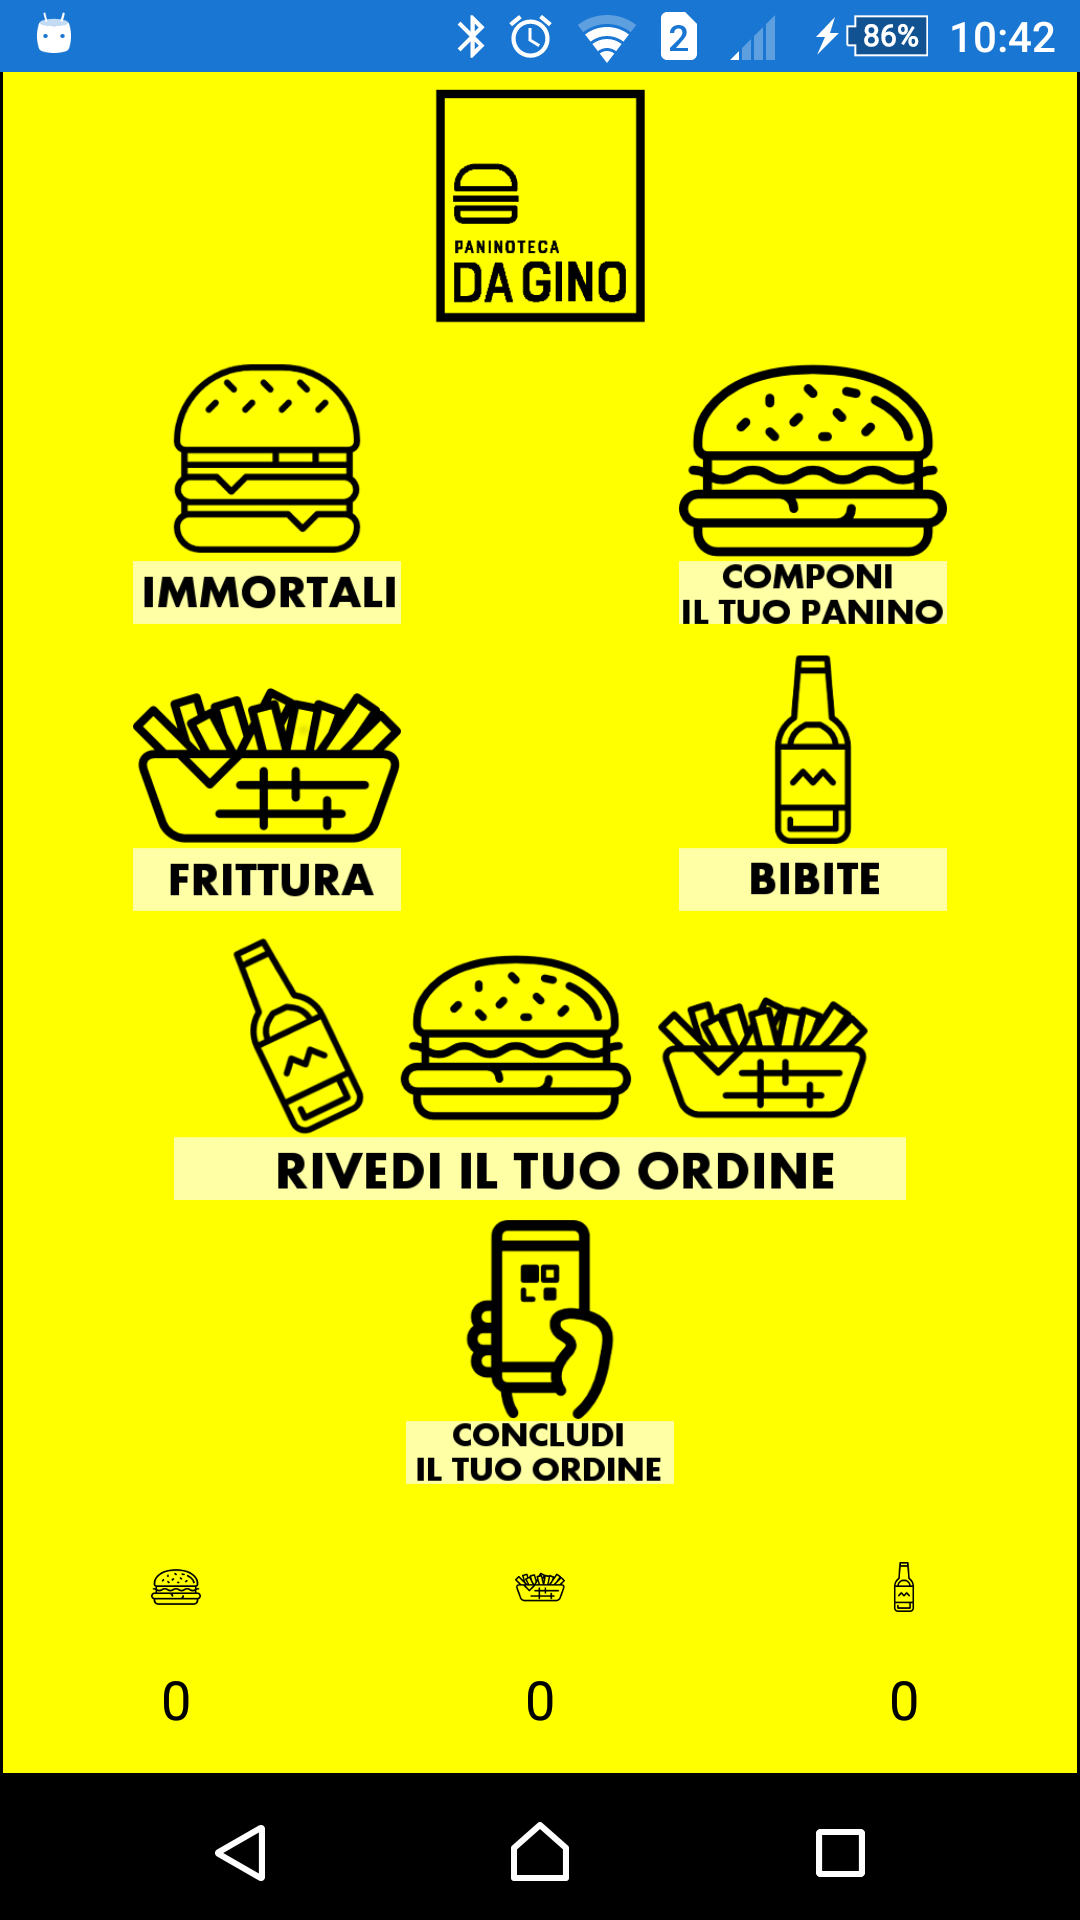 2 86% 10:42
PANINOTECA
DA GINO
IMMORTALI
COMPONI
IL TUO PANINO
FRITTURA
BIBITE
RIVEDI IL TUO ORDINE
CONCLUDI
IL TUO ORDINE
0 0 0